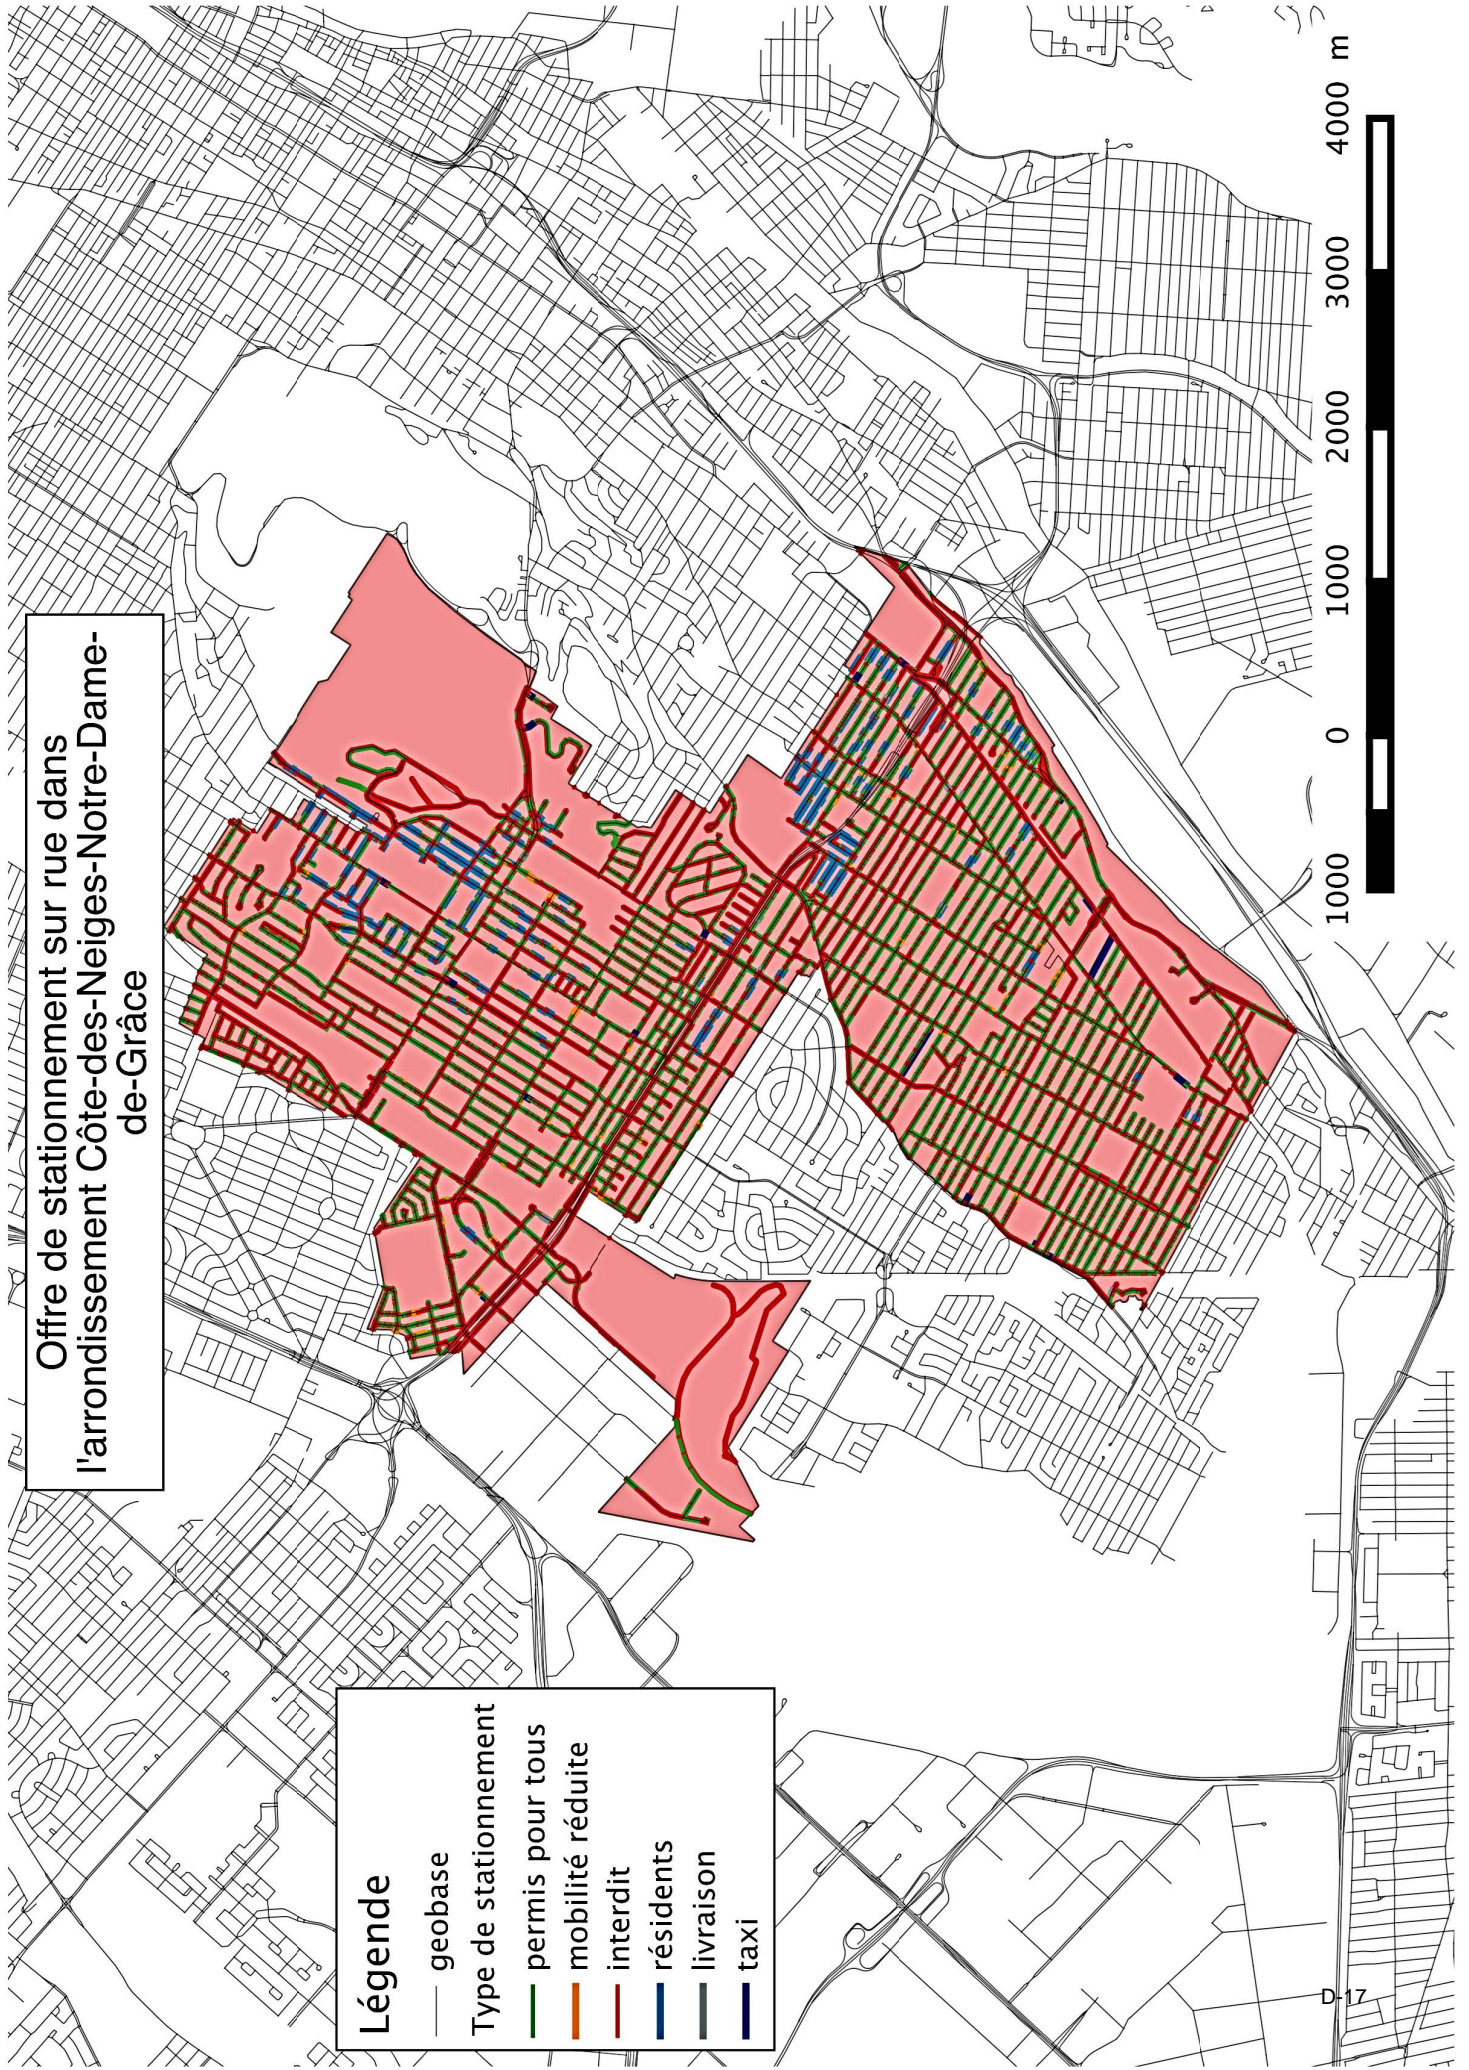 Offre de stationnement sur rue dans
l'arrondissement Côte-des-Neiges-Notre-Dame-
de-Grâce
Légende
geobase
Type de stationnement
permis pour tous
mobilité réduite
interdit
résidents
livraison
taxi
1000 0 1000 2000 3000 4000 m
D-17